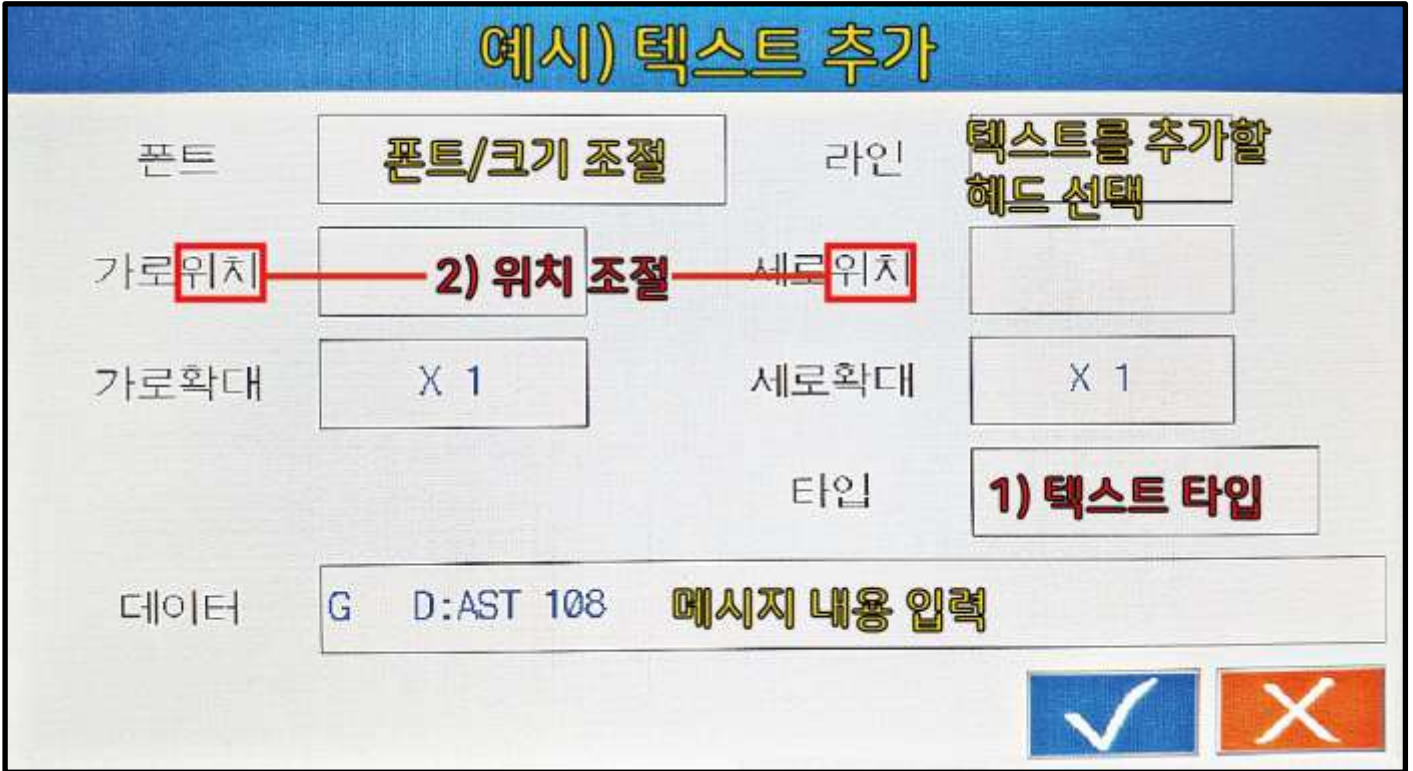 예시) 텍스트 추가
폰트 폰트/크기 조절 라인 텍스트를 추가할
헤드 선택
가로위치 2) 위치 조절 세로위치
가로확대 X 1 세로확대 X 1
타입 1) 텍스트 타입
데이터 G D:AST 108 메시지 내용 입력